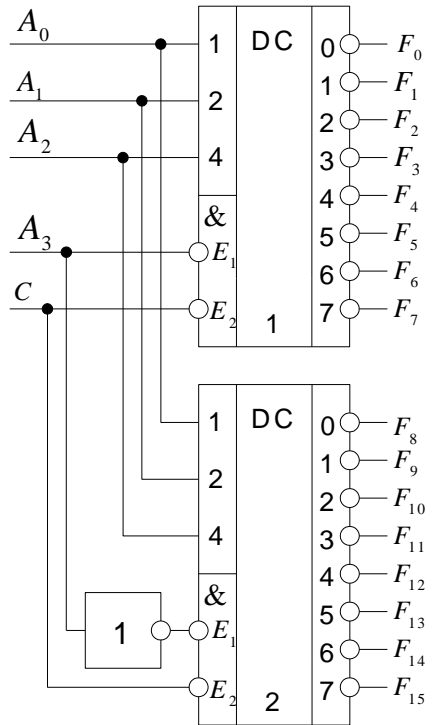 A₀ 1 DC 0 F₀
1 F₁
A₁ 2 2 F₂
A₂ 4 3 F₃
4 F₄
& 5 F₅
A₃ E₁ 6 F₆
C E₂ 1 7 F₇
1 DC 0 F₈
1 F₉
2 2 F₁₀
4 3 F₁₁
4 F₁₂
& 5 F₁₃
1 E₁ 6 F₁₄
E₂ 2 7 F₁₅